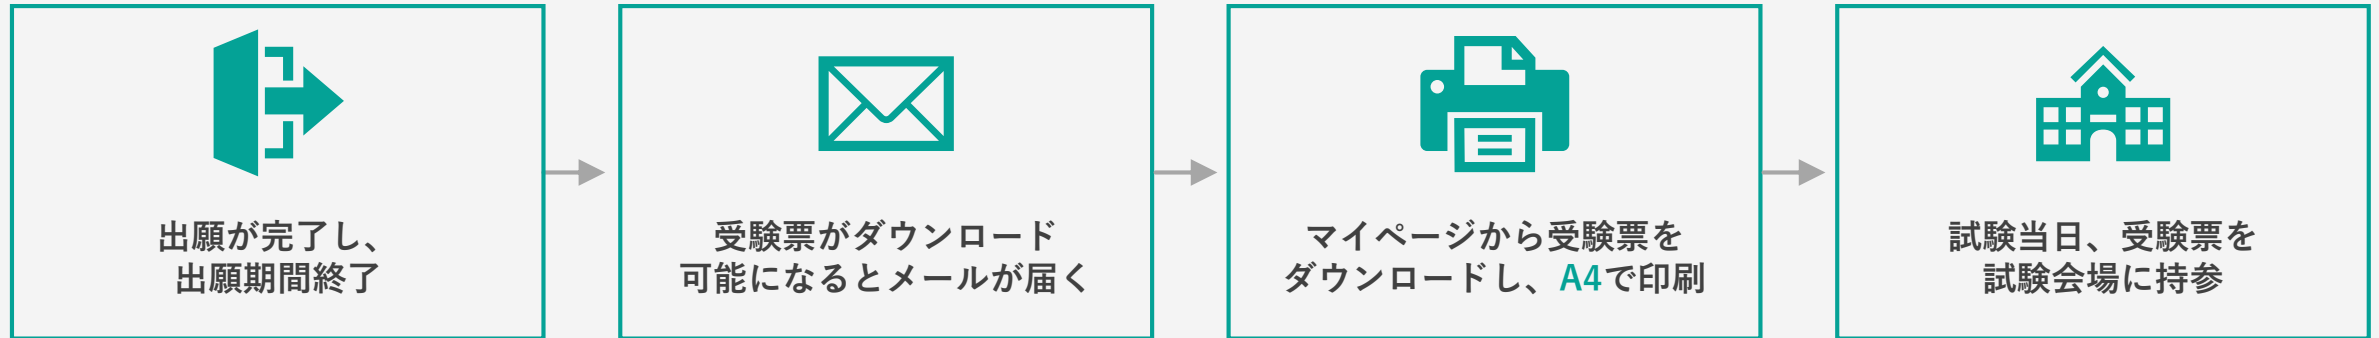 出願が完了し、
出願期間終了
受験票がダウンロード
可能になるとメールが届く
マイページから受験票を
ダウンロードし、A4で印刷
試験当日、受験票を
試験会場に持参